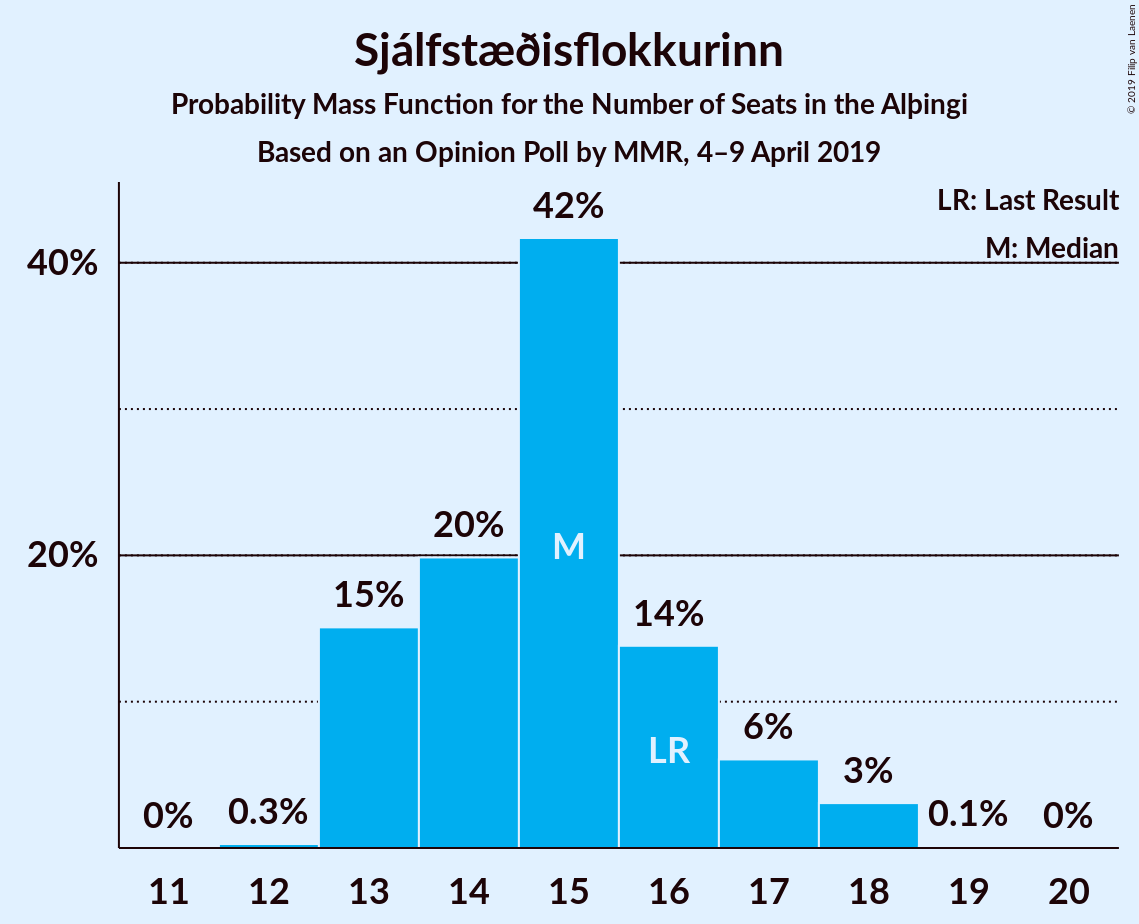 Sjálfstæðisflokkurinn
Probability Mass Function for the Number of Seats in the Alþingi
Based on an Opinion Poll by MMR, 4–9 April 2019
© 2019 Filip van Laenen
LR: Last Result
M: Median
40%
20%
0%
0.3%
15%
20%
42%
14%
6%
3%
0.1%
0%
M
LR
11 12 13 14 15 16 17 18 19 20